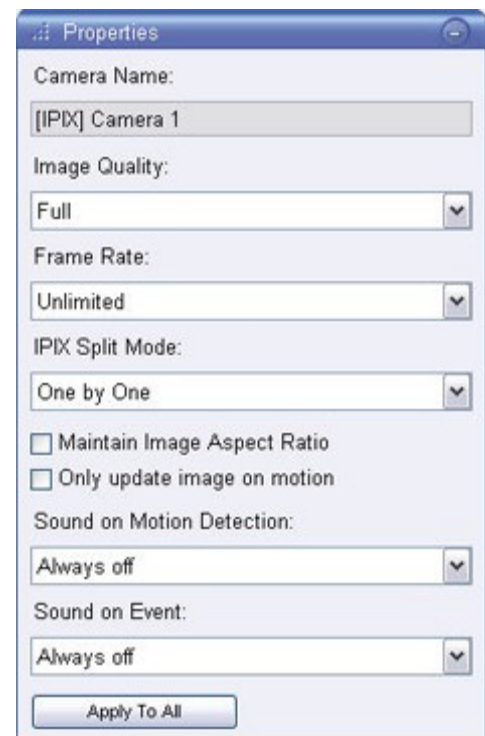 Properties
Camera Name:
[IPIX] Camera 1
Image Quality:
Full
Frame Rate:
Unlimited
IPIX Split Mode:
One by One
Maintain Image Aspect Ratio
Only update image on motion
Sound on Motion Detection:
Always off
Sound on Event:
Always off
Apply To All